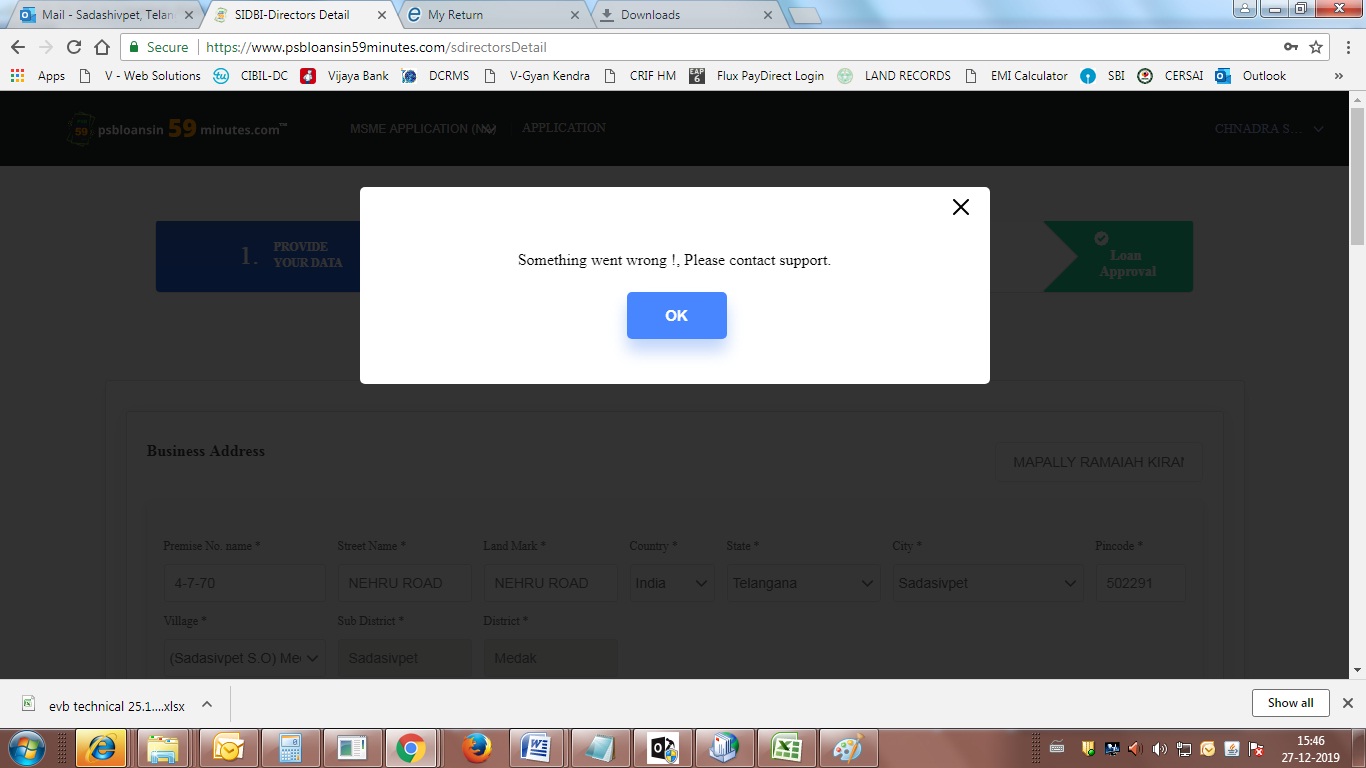 Mail - Sadashivpet, Telan
SIDBI-Directors Detail
My Return
Downloads
Secure
https://www.psbloansin59minutes.com/sdirectorsDetail
Apps
V - Web Solutions
CIBIL-DC
Vijaya Bank
DCRMS
V-Gyan Kendra
CRIF HM
Flux PayDirect Login
LAND RECORDS
EMI Calculator
SBI
CERSAI
Outlook
»
psbloansin 59 minutes.com™
MSME APPLICATION
APPLICATION
CHNADRA S...
1. PROVIDE
YOUR DATA
Loan
Approval
Something went wrong !, Please contact support.
OK
Business Address
MAPALLY RAMAIAH KIRAN
Premise No. name *
Street Name *
Land Mark *
Country *
State *
City *
Pincode *
4-7-70
NEHRU ROAD
NEHRU ROAD
India
Telangana
Sadasivpet
502291
Village *
Sub District *
District *
(Sadasivpet S.O) Me
Sadasivpet
Medak
evb technical 25.1....xlsx
Show all
15:46
27-12-2019